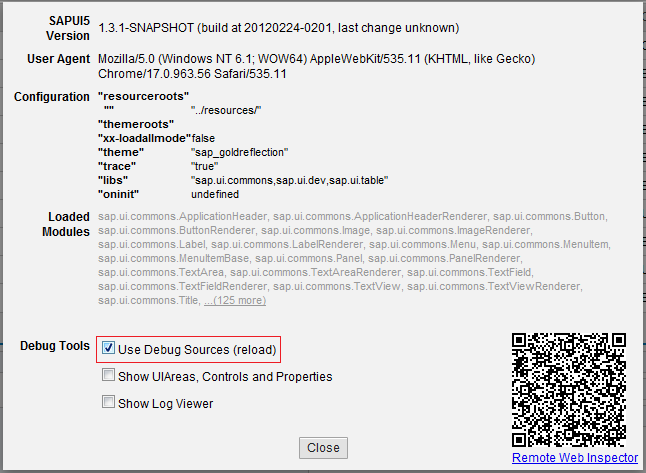 SAPUI5 Version 1.3.1-SNAPSHOT (build at 20120224-0201, last change unknown)
User Agent Mozilla/5.0 (Windows NT 6.1; WOW64) AppleWebKit/535.11 (KHTML, like Gecko)
Chrome/17.0.963.56 Safari/535.11
Configuration "resourceroots"
"" "../resources/"
"themeroots"
"xx-loadallmode" false
"theme" "sap_goldreflection"
"trace" "true"
"libs" "sap.ui.commons,sap.ui.dev,sap.ui.table"
"oninit" undefined
Loaded Modules sap.ui.commons.ApplicationHeader, sap.ui.commons.ApplicationHeaderRenderer, sap.ui.commons.Button,
sap.ui.commons.ButtonRenderer, sap.ui.commons.Image, sap.ui.commons.ImageRenderer,
sap.ui.commons.Label, sap.ui.commons.LabelRenderer, sap.ui.commons.Menu, sap.ui.commons.MenuItem,
sap.ui.commons.MenuItemBase, sap.ui.commons.Panel, sap.ui.commons.PanelRenderer,
sap.ui.commons.TextArea, sap.ui.commons.TextAreaRenderer, sap.ui.commons.TextField,
sap.ui.commons.TextFieldRenderer, sap.ui.commons.TextView, sap.ui.commons.TextViewRenderer,
sap.ui.commons.Title, ...(125 more)
Debug Tools Use Debug Sources (reload)
Show UIAreas, Controls and Properties
Show Log Viewer
Close
Remote Web Inspector